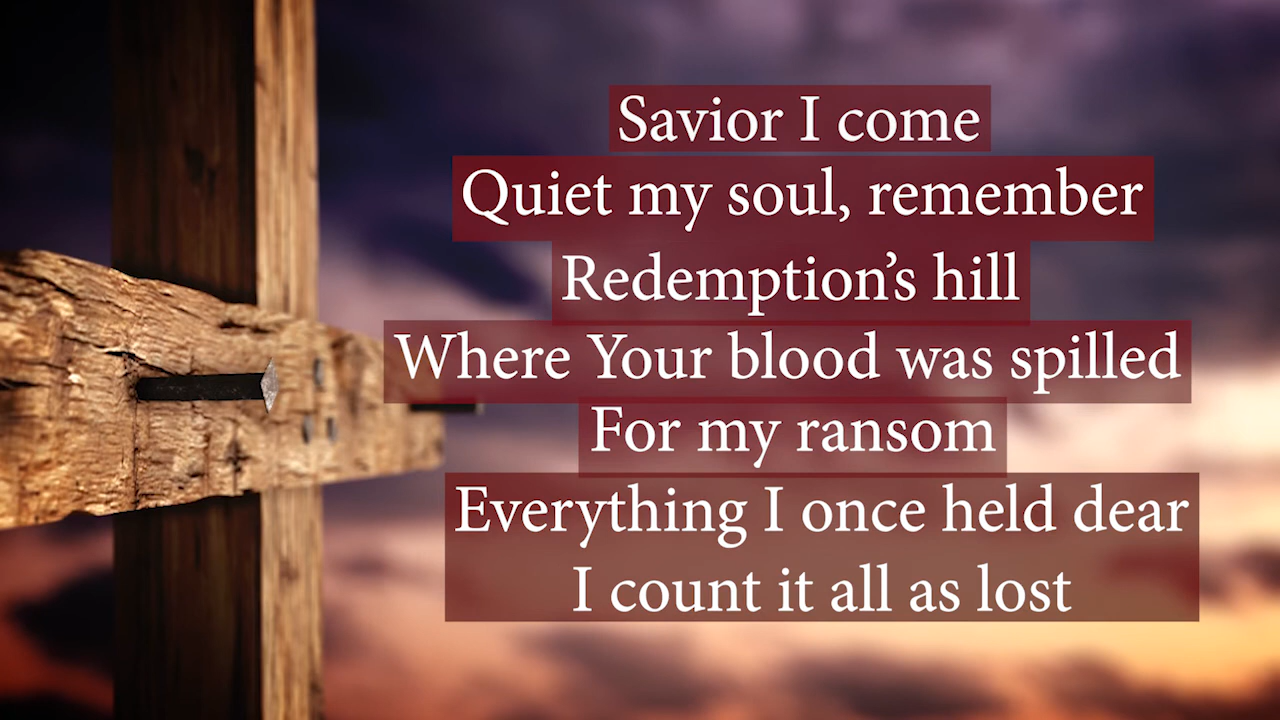 Savior I come
Quiet my soul, remember
Redemption’s hill
Where Your blood was spilled
For my ransom
Everything I once held dear
I count it all as lost